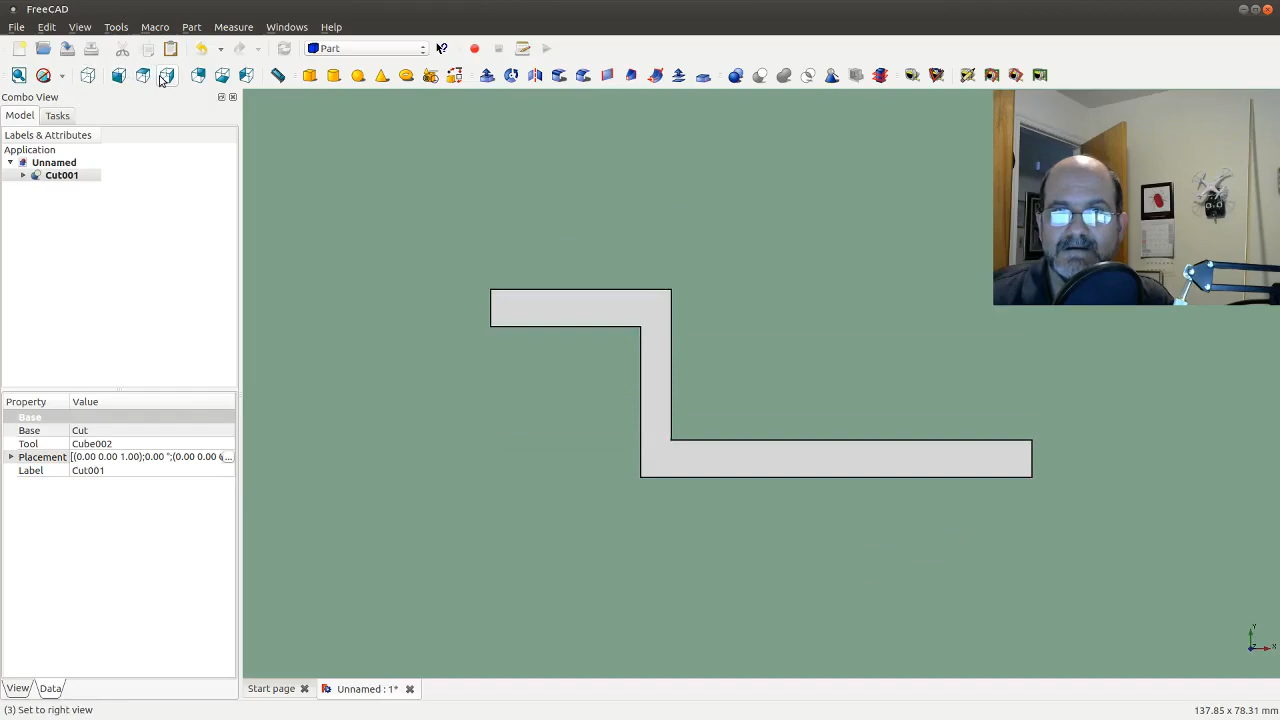 FreeCAD
File Edit View Tools Macro Part Measure Windows Help
Part
Combo View
Model Tasks
Labels & Attributes
Application
Unnamed
Cut001
Property Value
Base
Base Cut
Tool Cube002
Placement [(0.00 0.00 1.00);0.00 °;(0.00 0.00 ...
Label Cut001
View Data
Start page Unnamed : 1*
Y
X
Z
(3) Set to right view
137.85 x 78.31 mm